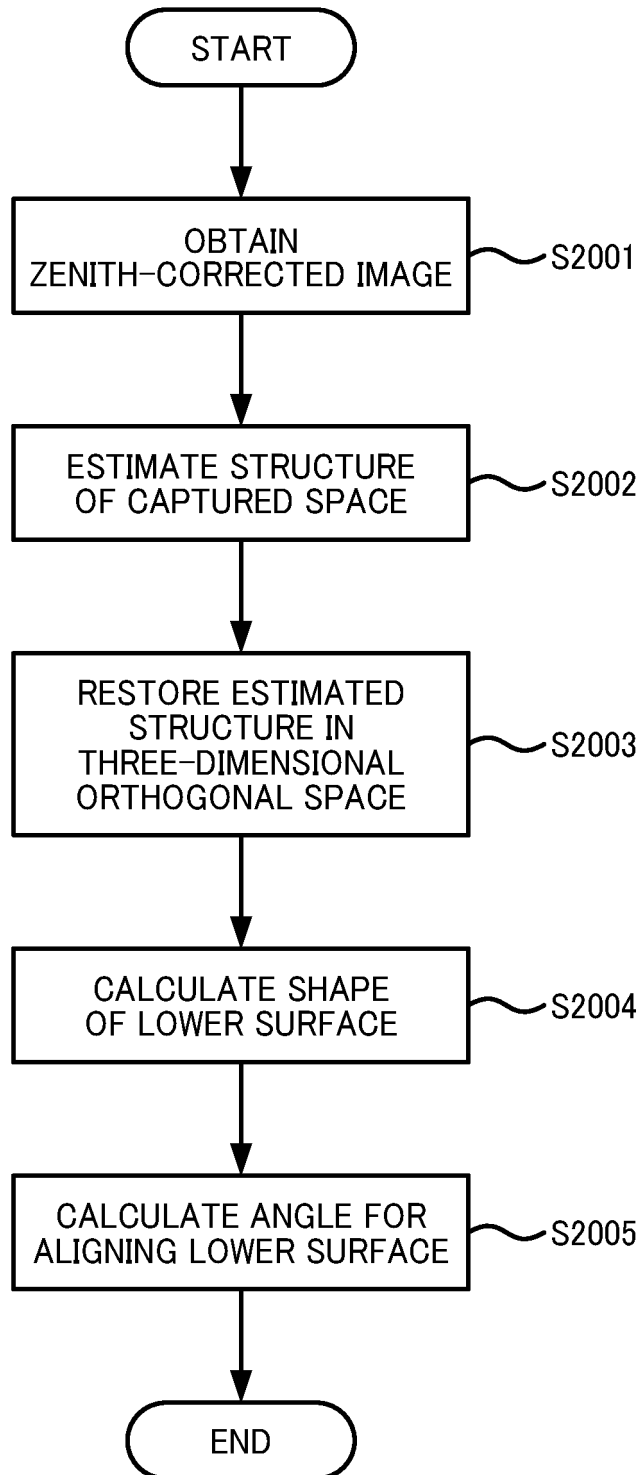 START
OBTAIN
ZENITH-CORRECTED IMAGE
S2001
ESTIMATE STRUCTURE
OF CAPTURED SPACE
S2002
RESTORE ESTIMATED
STRUCTURE IN
THREE-DIMENSIONAL
ORTHOGONAL SPACE
S2003
CALCULATE SHAPE
OF LOWER SURFACE
S2004
CALCULATE ANGLE FOR
ALIGNING LOWER SURFACE
S2005
END